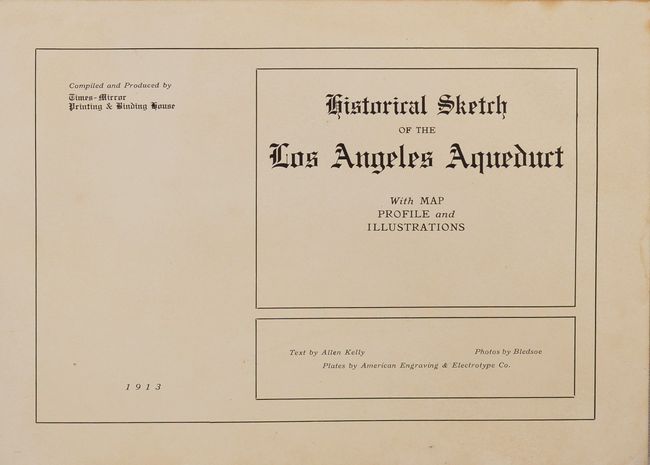 Compiled and Produced by
Times-Mirror
Printing & Binding House
1913
Historical Sketch
OF THE
Los Angeles Aqueduct
With MAP
PROFILE and
ILLUSTRATIONS
Text by Allen Kelly
Photos by Bledsoe
Plates by American Engraving & Electrotype Co.